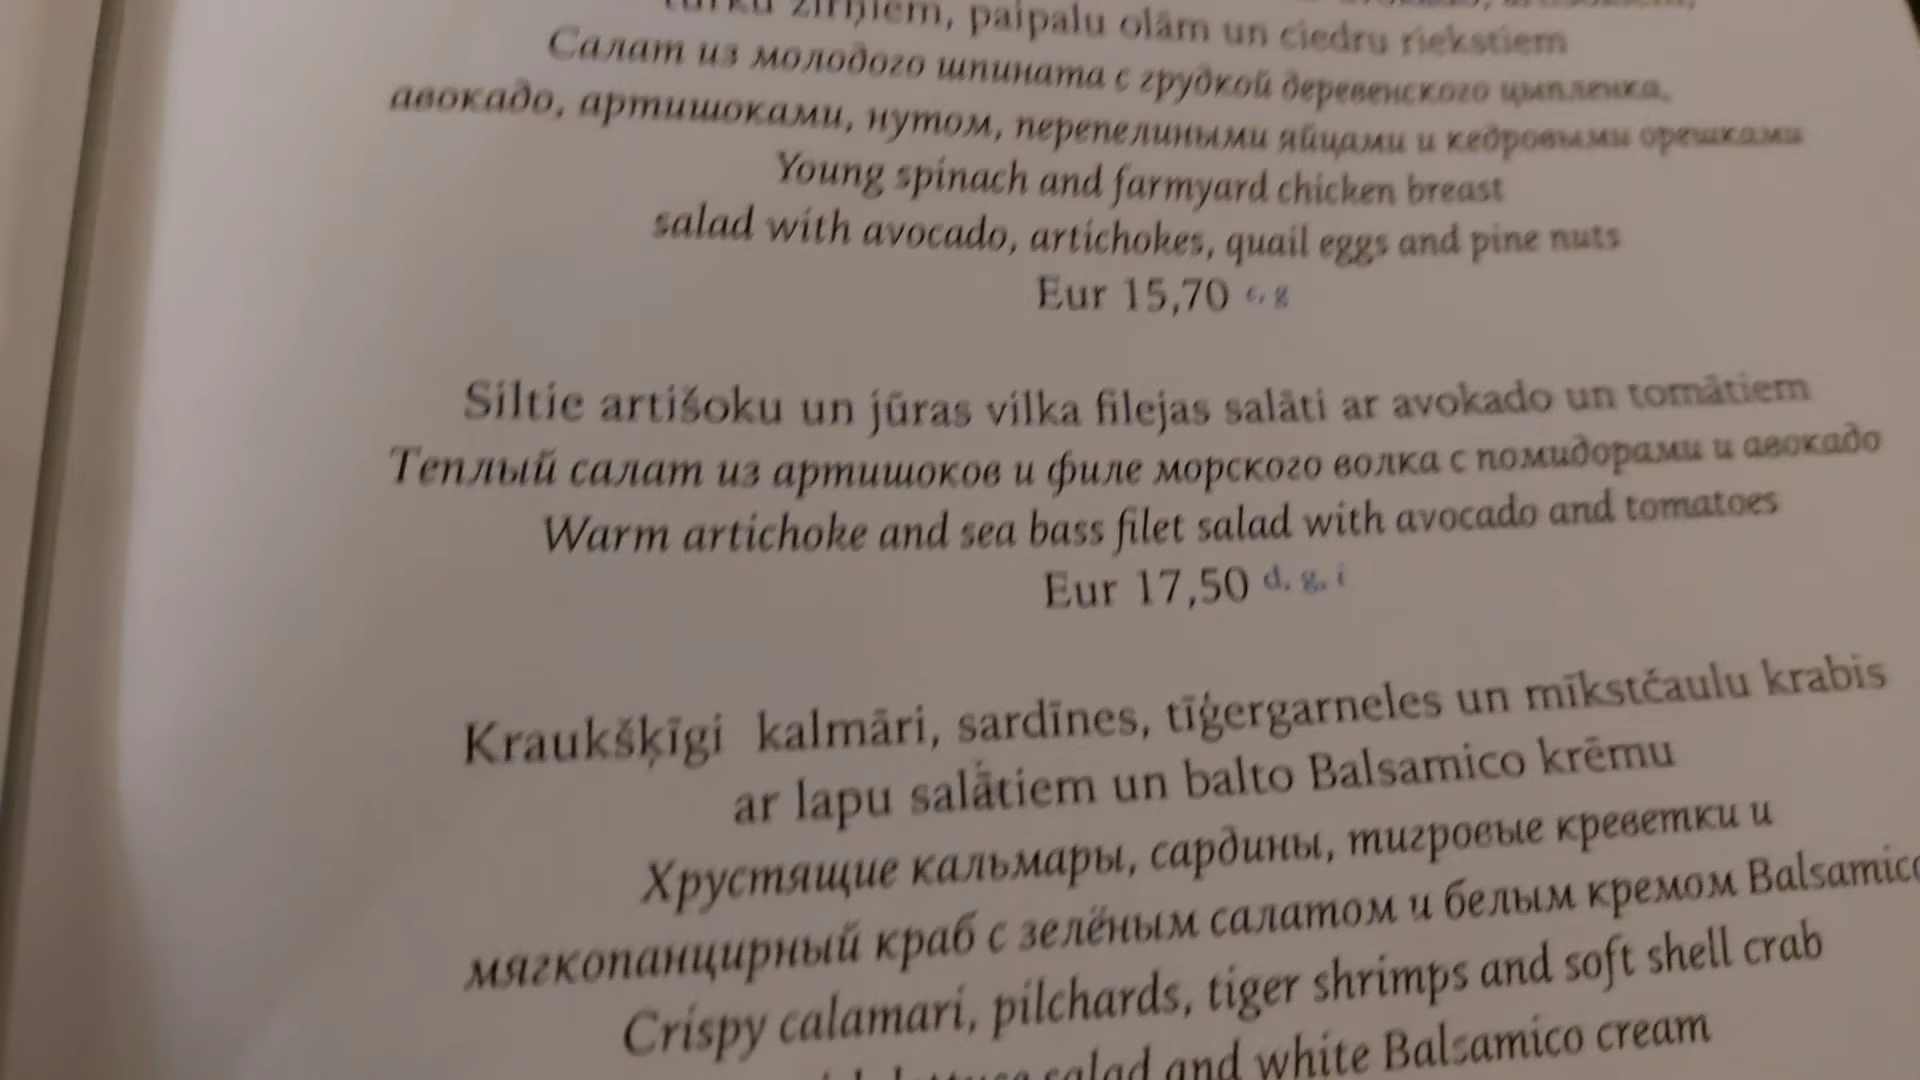 zirņiem, paipalu olām un ciedru riekstiem
Салат из молодого шпината с грудкой деревенского цыпленка,
авокадо, артишоками, нутом, перепелиными яйцами и кедровыми орешками
Young spinach and farmyard chicken breast
salad with avocado, artichokes, quail eggs and pine nuts
Eur 15,70 c, g
Siltie artišoku un jūras vilka filejas salāti ar avokado un tomātiem
Теплый салат из артишоков и филе морского волка с помидорами и авокадо
Warm artichoke and sea bass filet salad with avocado and tomatoes
Eur 17,50 d, g, i
Kraukšķīgi kalmāri, sardīnes, tīģergarneles un mīkstčaulu krabis
ar lapu salātiem un balto Balsamico krēmu
Хрустящие кальмары, сардины, тигровые креветки и
мягкопанцирный краб с зелёным салатом и белым кремом Balsamico
Crispy calamari, pilchards, tiger shrimps and soft shell crab
salad and white Balsamico cream